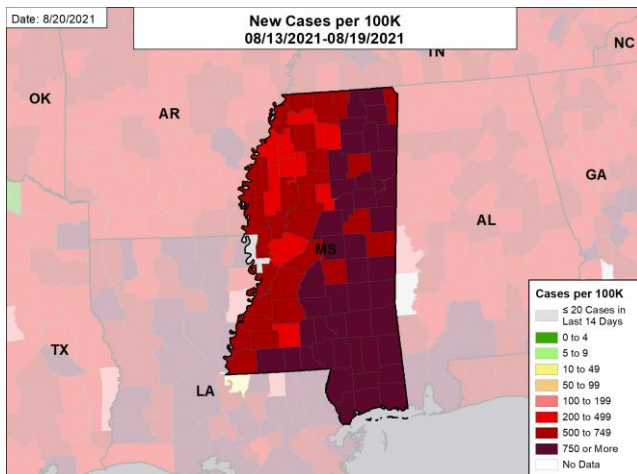 Date: 8/20/2021
New Cases per 100K
08/13/2021-08/19/2021
TN
NC
OK
AR
GA
MS
AL
TX
LA
Cases per 100K
≤ 20 Cases in
Last 14 Days
0 to 4
5 to 9
10 to 49
50 to 99
100 to 199
200 to 499
500 to 749
750 or More
No Data